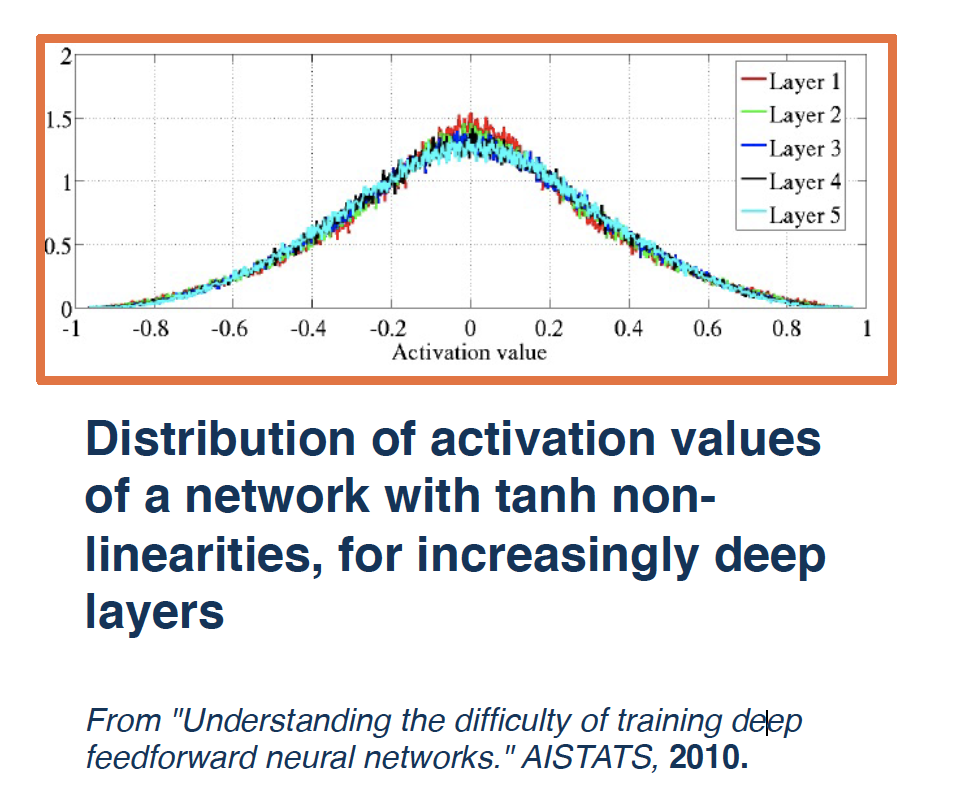 2
1.5
1
0.5
0
-1 -0.8 -0.6 -0.4 -0.2 0 0.2 0.4 0.6 0.8 1
Activation value
Layer 1
Layer 2
Layer 3
Layer 4
Layer 5
Distribution of activation values
of a network with tanh non-
linearities, for increasingly deep
layers
From "Understanding the difficulty of training deep
feedforward neural networks." AISTATS, 2010.